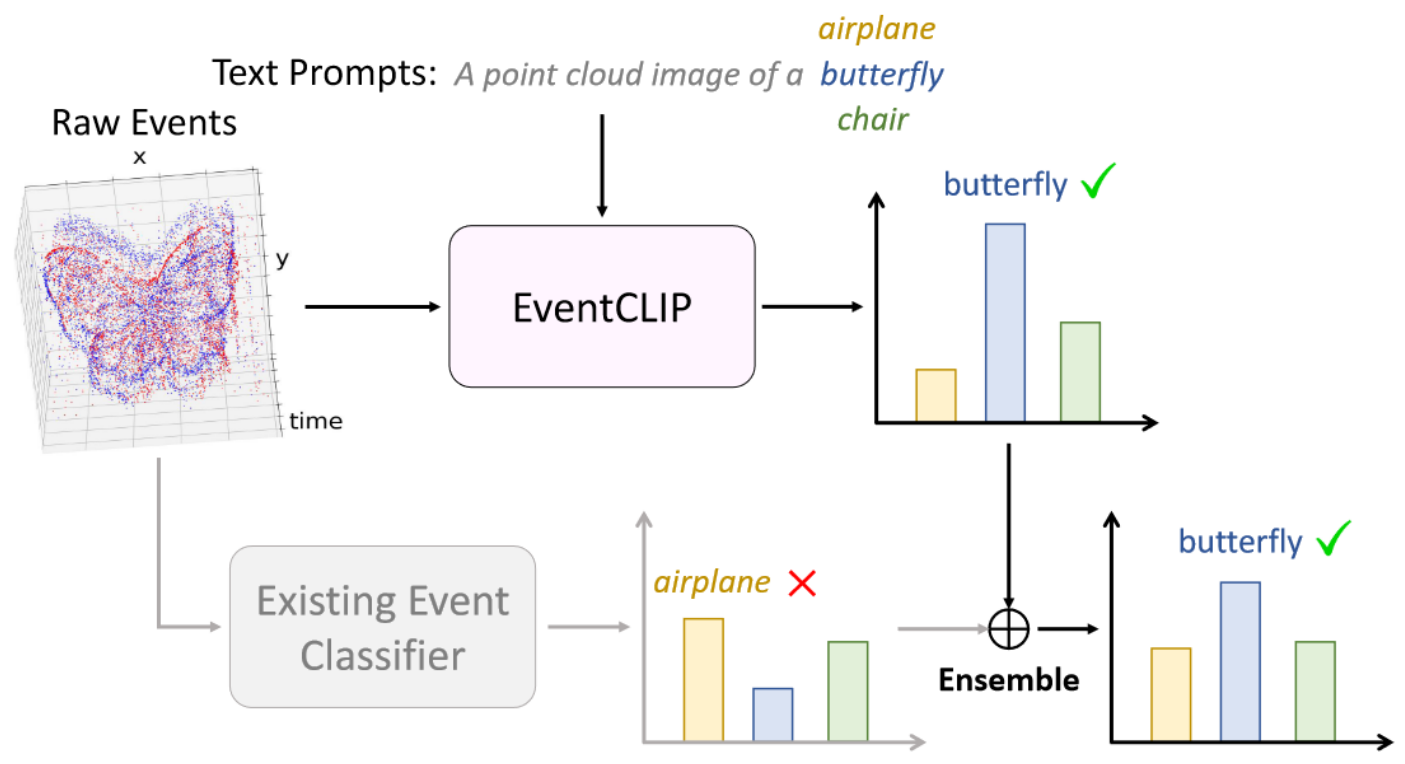 airplane
Text Prompts: A point cloud image of a butterfly
chair
Raw Events
x
y
time
EventCLIP
butterfly
Existing Event
Classifier
airplane
Ensemble
butterfly